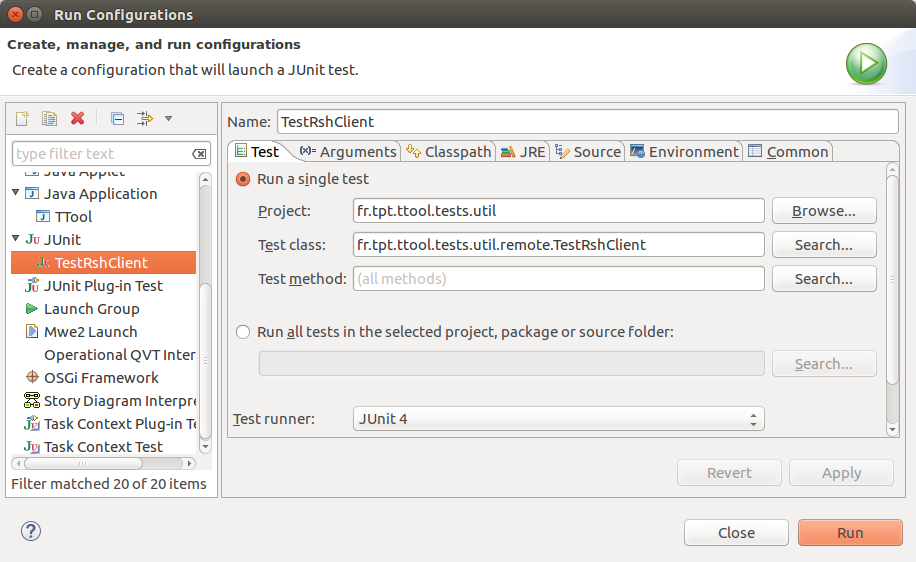 Run Configurations
Create, manage, and run configurations
Create a configuration that will launch a JUnit test.
type filter text
Java Applet
Java Application
TTool
JUnit
TestRshClient
JUnit Plug-in Test
Launch Group
Mwe2 Launch
Operational QVT Inter
OSGi Framework
Story Diagram Interpre
Task Context Plug-in Te
Task Context Test
Filter matched 20 of 20 items
Name: TestRshClient
Test (x)= Arguments Classpath JRE Source Environment Common
Run a single test
Project: fr.tpt.ttool.tests.util Browse...
Test class: fr.tpt.ttool.tests.util.remote.TestRshClient Search...
Test method: (all methods) Search...
Run all tests in the selected project, package or source folder:
Search...
Test runner: JUnit 4
Revert Apply
? Close Run